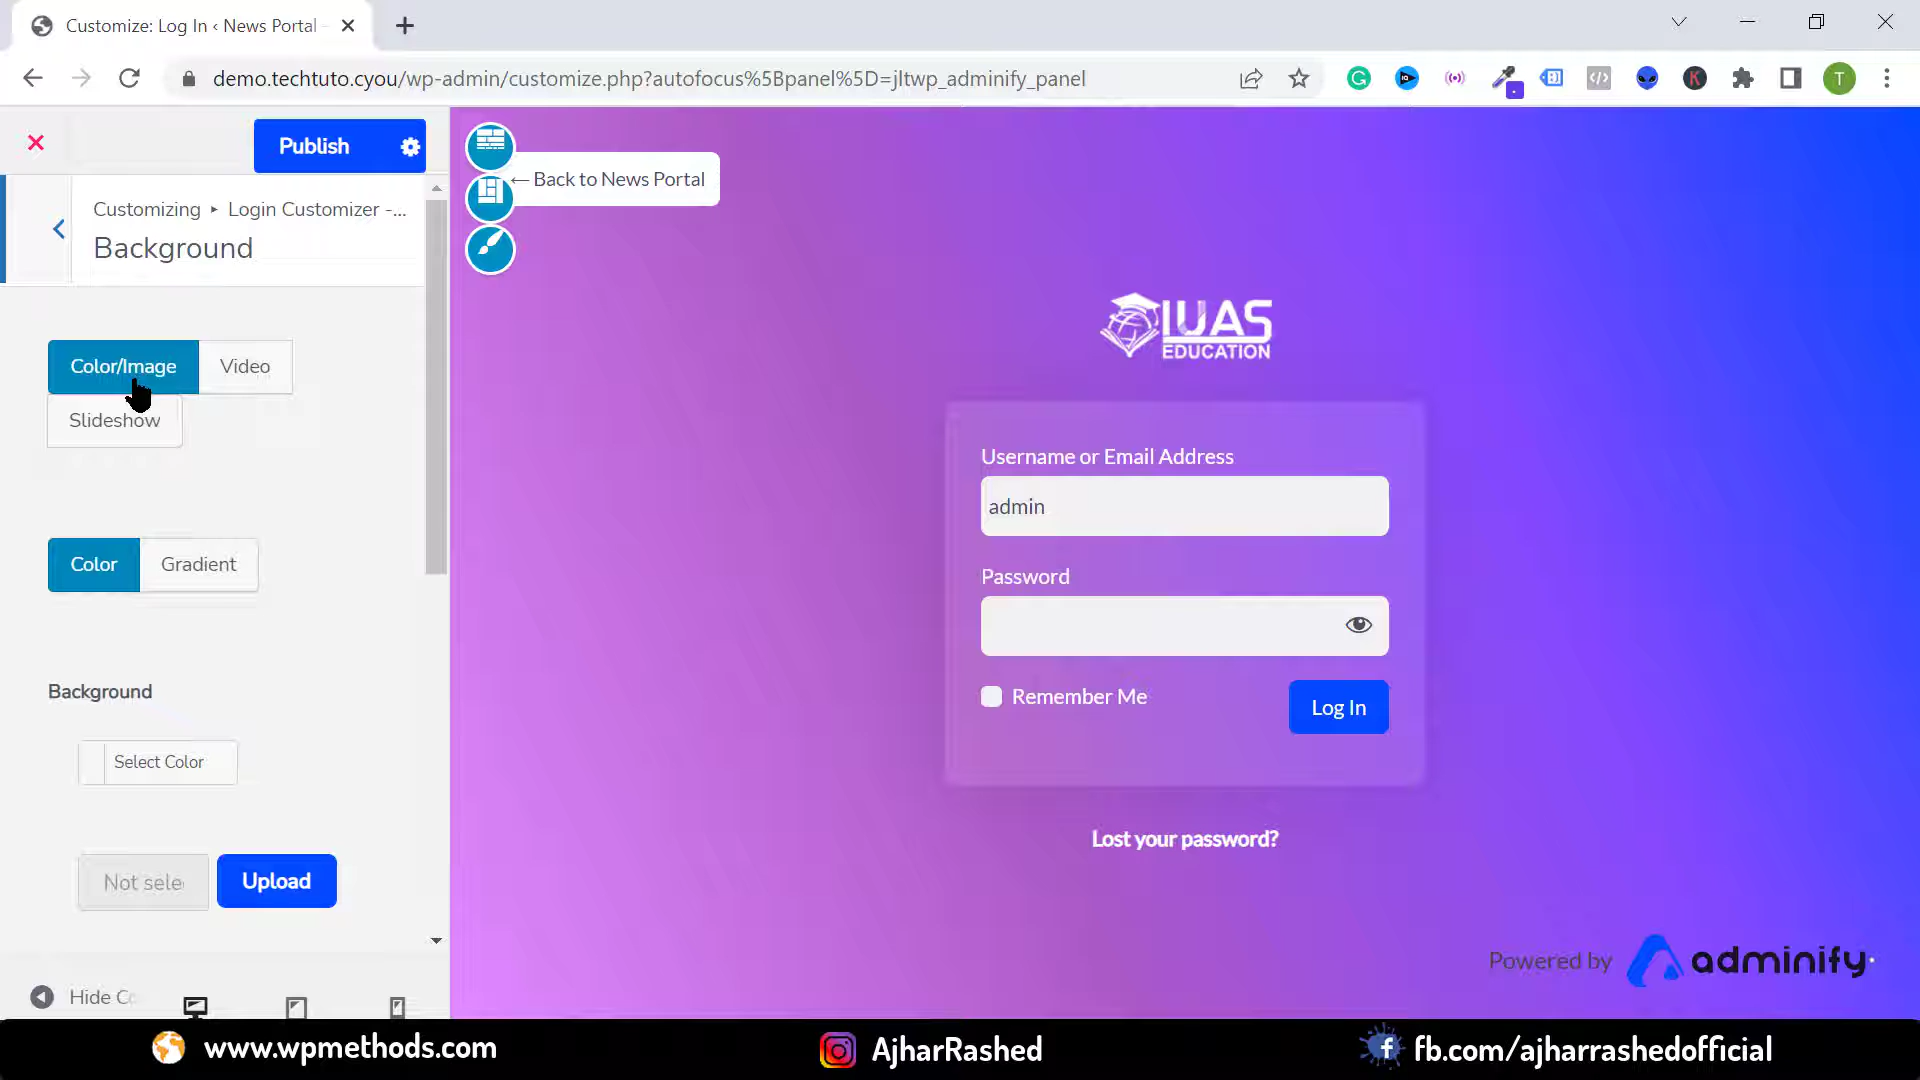 Customize: Log In ‹ News Portal
demo.techtuto.cyou/wp-admin/customize.php?autofocus%5Bpanel%5D=jltwp_adminify_panel
T
Publish
← Back to News Portal
Customizing ▸ Login Customizer -...
Background
IUAS
EDUCATION
Color/Image
Video
Slideshow
Username or Email Address
admin
Color
Gradient
Password
Background
Remember Me
Log In
Select Color
Lost your password?
Not sele
Upload
Powered by adminify
Hide Co
www.wpmethods.com
AjharRashed
fb.com/ajharrashedofficial